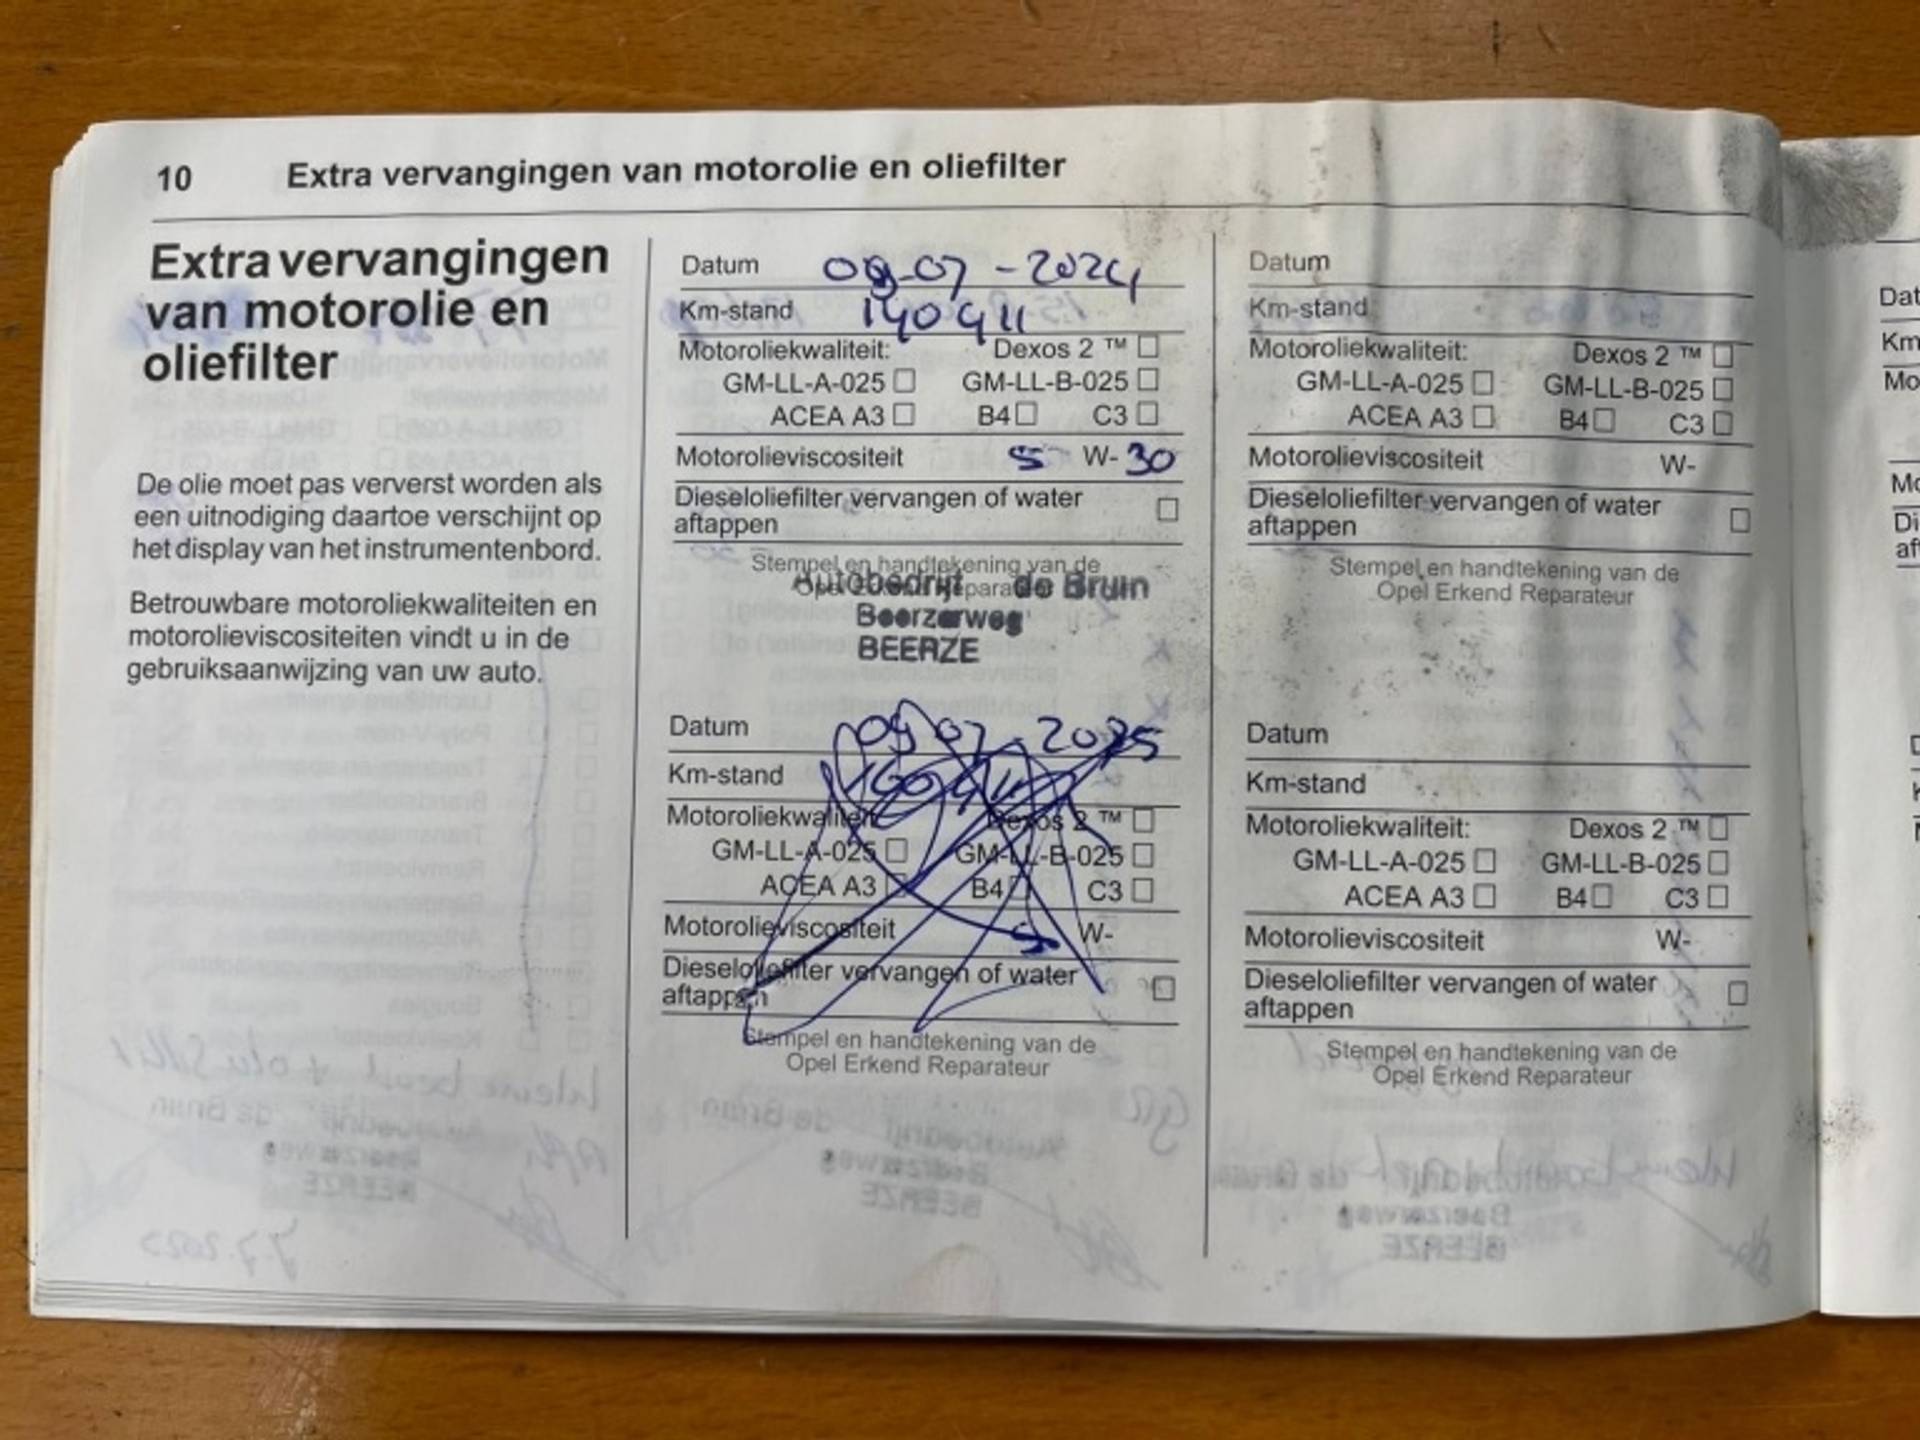 10 Extra vervangingen van motorolie en oliefilter
Extra vervangingen
van motorolie en
oliefilter
De olie moet pas ververst worden als
een uitnodiging daartoe verschijnt op
het display van het instrumentenbord.
Betrouwbare motoroliekwaliteiten en
motorolieviscositeiten vindt u in de
gebruiksaanwijzing van uw auto.
Datum 09-07-2024
Km-stand 140911
Motoroliekwaliteit: Dexos 2 ™
GM-LL-A-025 GM-LL-B-025
ACEA A3 B4 C3
Motorolieviscositeit 5 W-30
Dieseloliefilter vervangen of water
aftappen
Stempel en handtekening van de
Opel Erkend Reparateur
Autobedrijf de Bruin
Beerzerweg
BEERZE
Datum 09 07-2025
Km-stand
Motoroliekwaliteit: Dexos 2 ™
GM-LL-A-025 GM-LL-B-025
ACEA A3 B4 C3
Motorolieviscositeit 5 W-
Dieseloliefilter vervangen of water
aftappen
Stempel en handtekening van de
Opel Erkend Reparateur
Datum
Km-stand
Motoroliekwaliteit: Dexos 2 ™
GM-LL-A-025 GM-LL-B-025
ACEA A3 B4 C3
Motorolieviscositeit W-
Dieseloliefilter vervangen of water
aftappen
Stempel en handtekening van de
Opel Erkend Reparateur
Datum
Km-stand
Motoroliekwaliteit: Dexos 2 ™
GM-LL-A-025 GM-LL-B-025
ACEA A3 B4 C3
Motorolieviscositeit W-
Dieseloliefilter vervangen of water
aftappen
Stempel en handtekening van de
Opel Erkend Reparateur